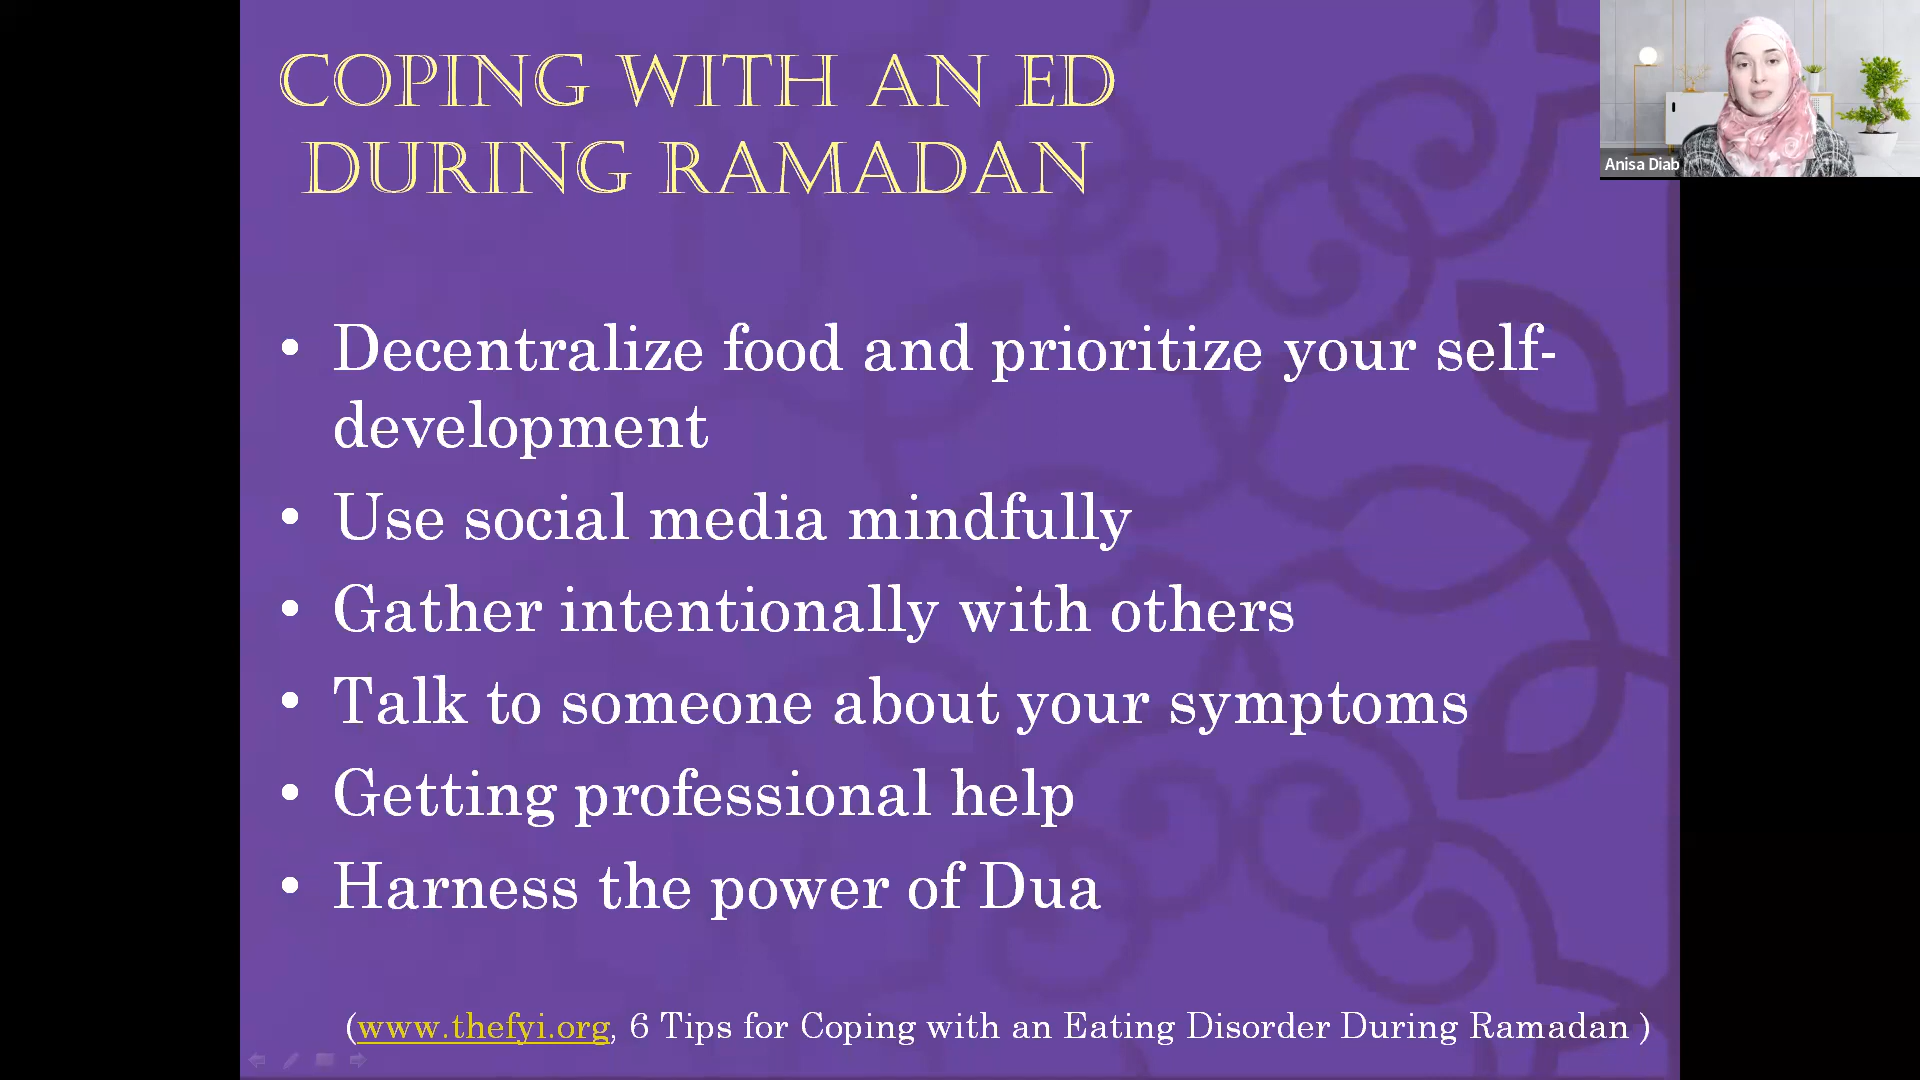 COPING WITH AN ED
DURING RAMADAN
Anisa Diab
• Decentralize food and prioritize your self-
development
• Use social media mindfully
• Gather intentionally with others
• Talk to someone about your symptoms
• Getting professional help
• Harness the power of Dua
(www.thefyi.org, 6 Tips for Coping with an Eating Disorder During Ramadan )